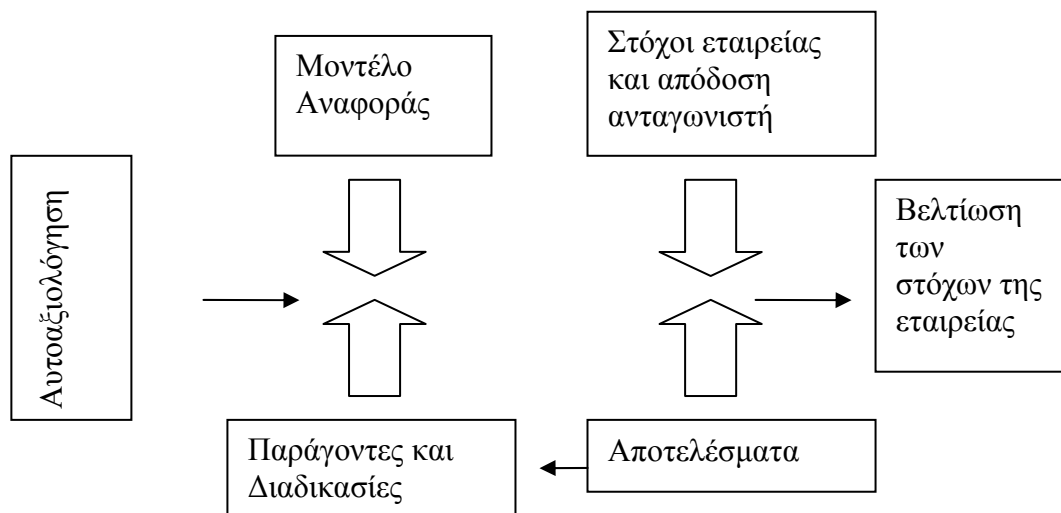 Μοντέλο
Αναφοράς
Στόχοι εταιρείας
και απόδοση
ανταγωνιστή
Αυτοαξιολόγηση
Βελτίωση
των
στόχων της
εταιρείας
Παράγοντες και
Διαδικασίες
Αποτελέσματα